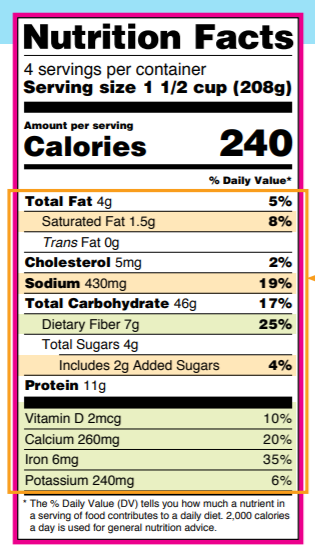 Nutrition Facts
4 servings per container
Serving size 1 1/2 cup (208g)
Amount per serving
Calories 240
% Daily Value*
Total Fat 4g 5%
Saturated Fat 1.5g 8%
Trans Fat 0g
Cholesterol 5mg 2%
Sodium 430mg 19%
Total Carbohydrate 46g 17%
Dietary Fiber 7g 25%
Total Sugars 4g
Includes 2g Added Sugars 4%
Protein 11g
Vitamin D 2mcg 10%
Calcium 260mg 20%
Iron 6mg 35%
Potassium 240mg 6%
* The % Daily Value (DV) tells you how much a nutrient in
a serving of food contributes to a daily diet. 2,000 calories
a day is used for general nutrition advice.